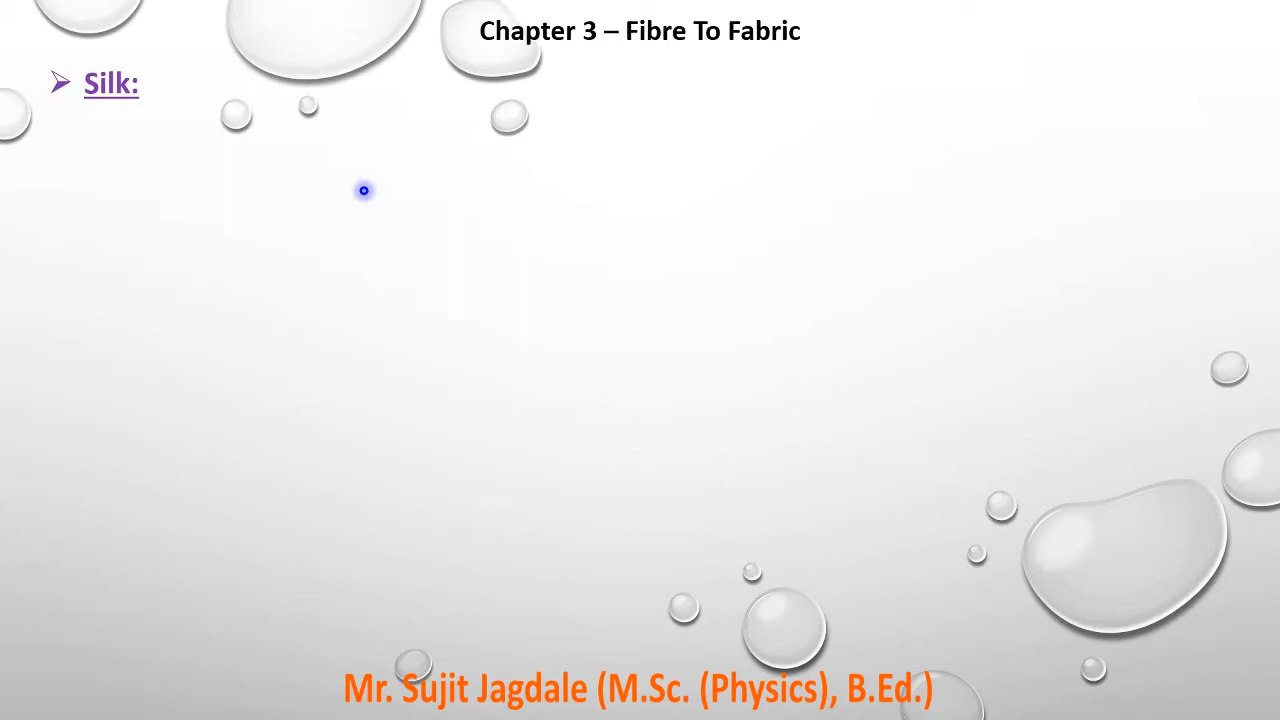 Chapter 3 – Fibre To Fabric
Silk:
Mr. Sujit Jagdale (M.Sc. (Physics), B.Ed.)